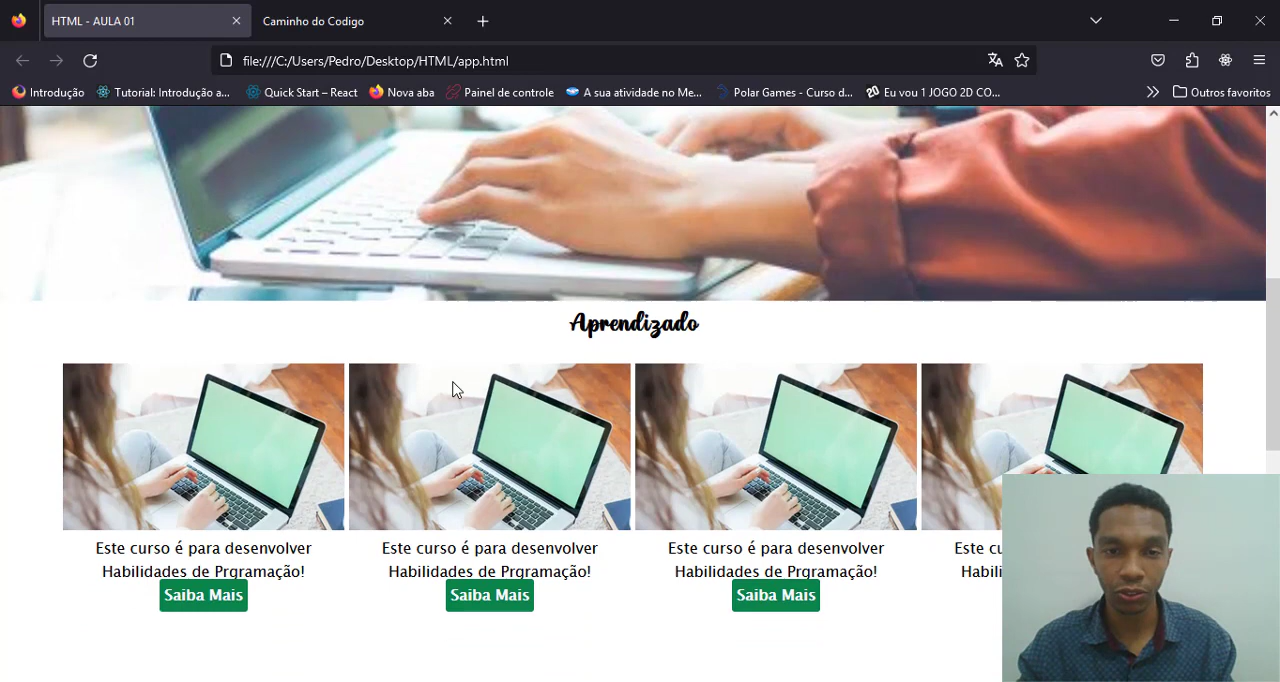 HTML - AULA 01
Caminho do Codigo
file:///C:/Users/Pedro/Desktop/HTML/app.html
Introdução
Tutorial: Introdução a...
Quick Start – React
Nova aba
Painel de controle
A sua atividade no Me...
Polar Games - Curso d...
Eu vou 1 JOGO 2D CO...
Outros favoritos
Aprendizado
Este curso é para desenvolver
Habilidades de Prgramação!
Saiba Mais
Este curso é para desenvolver
Habilidades de Prgramação!
Saiba Mais
Este curso é para desenvolver
Habilidades de Prgramação!
Saiba Mais
Este